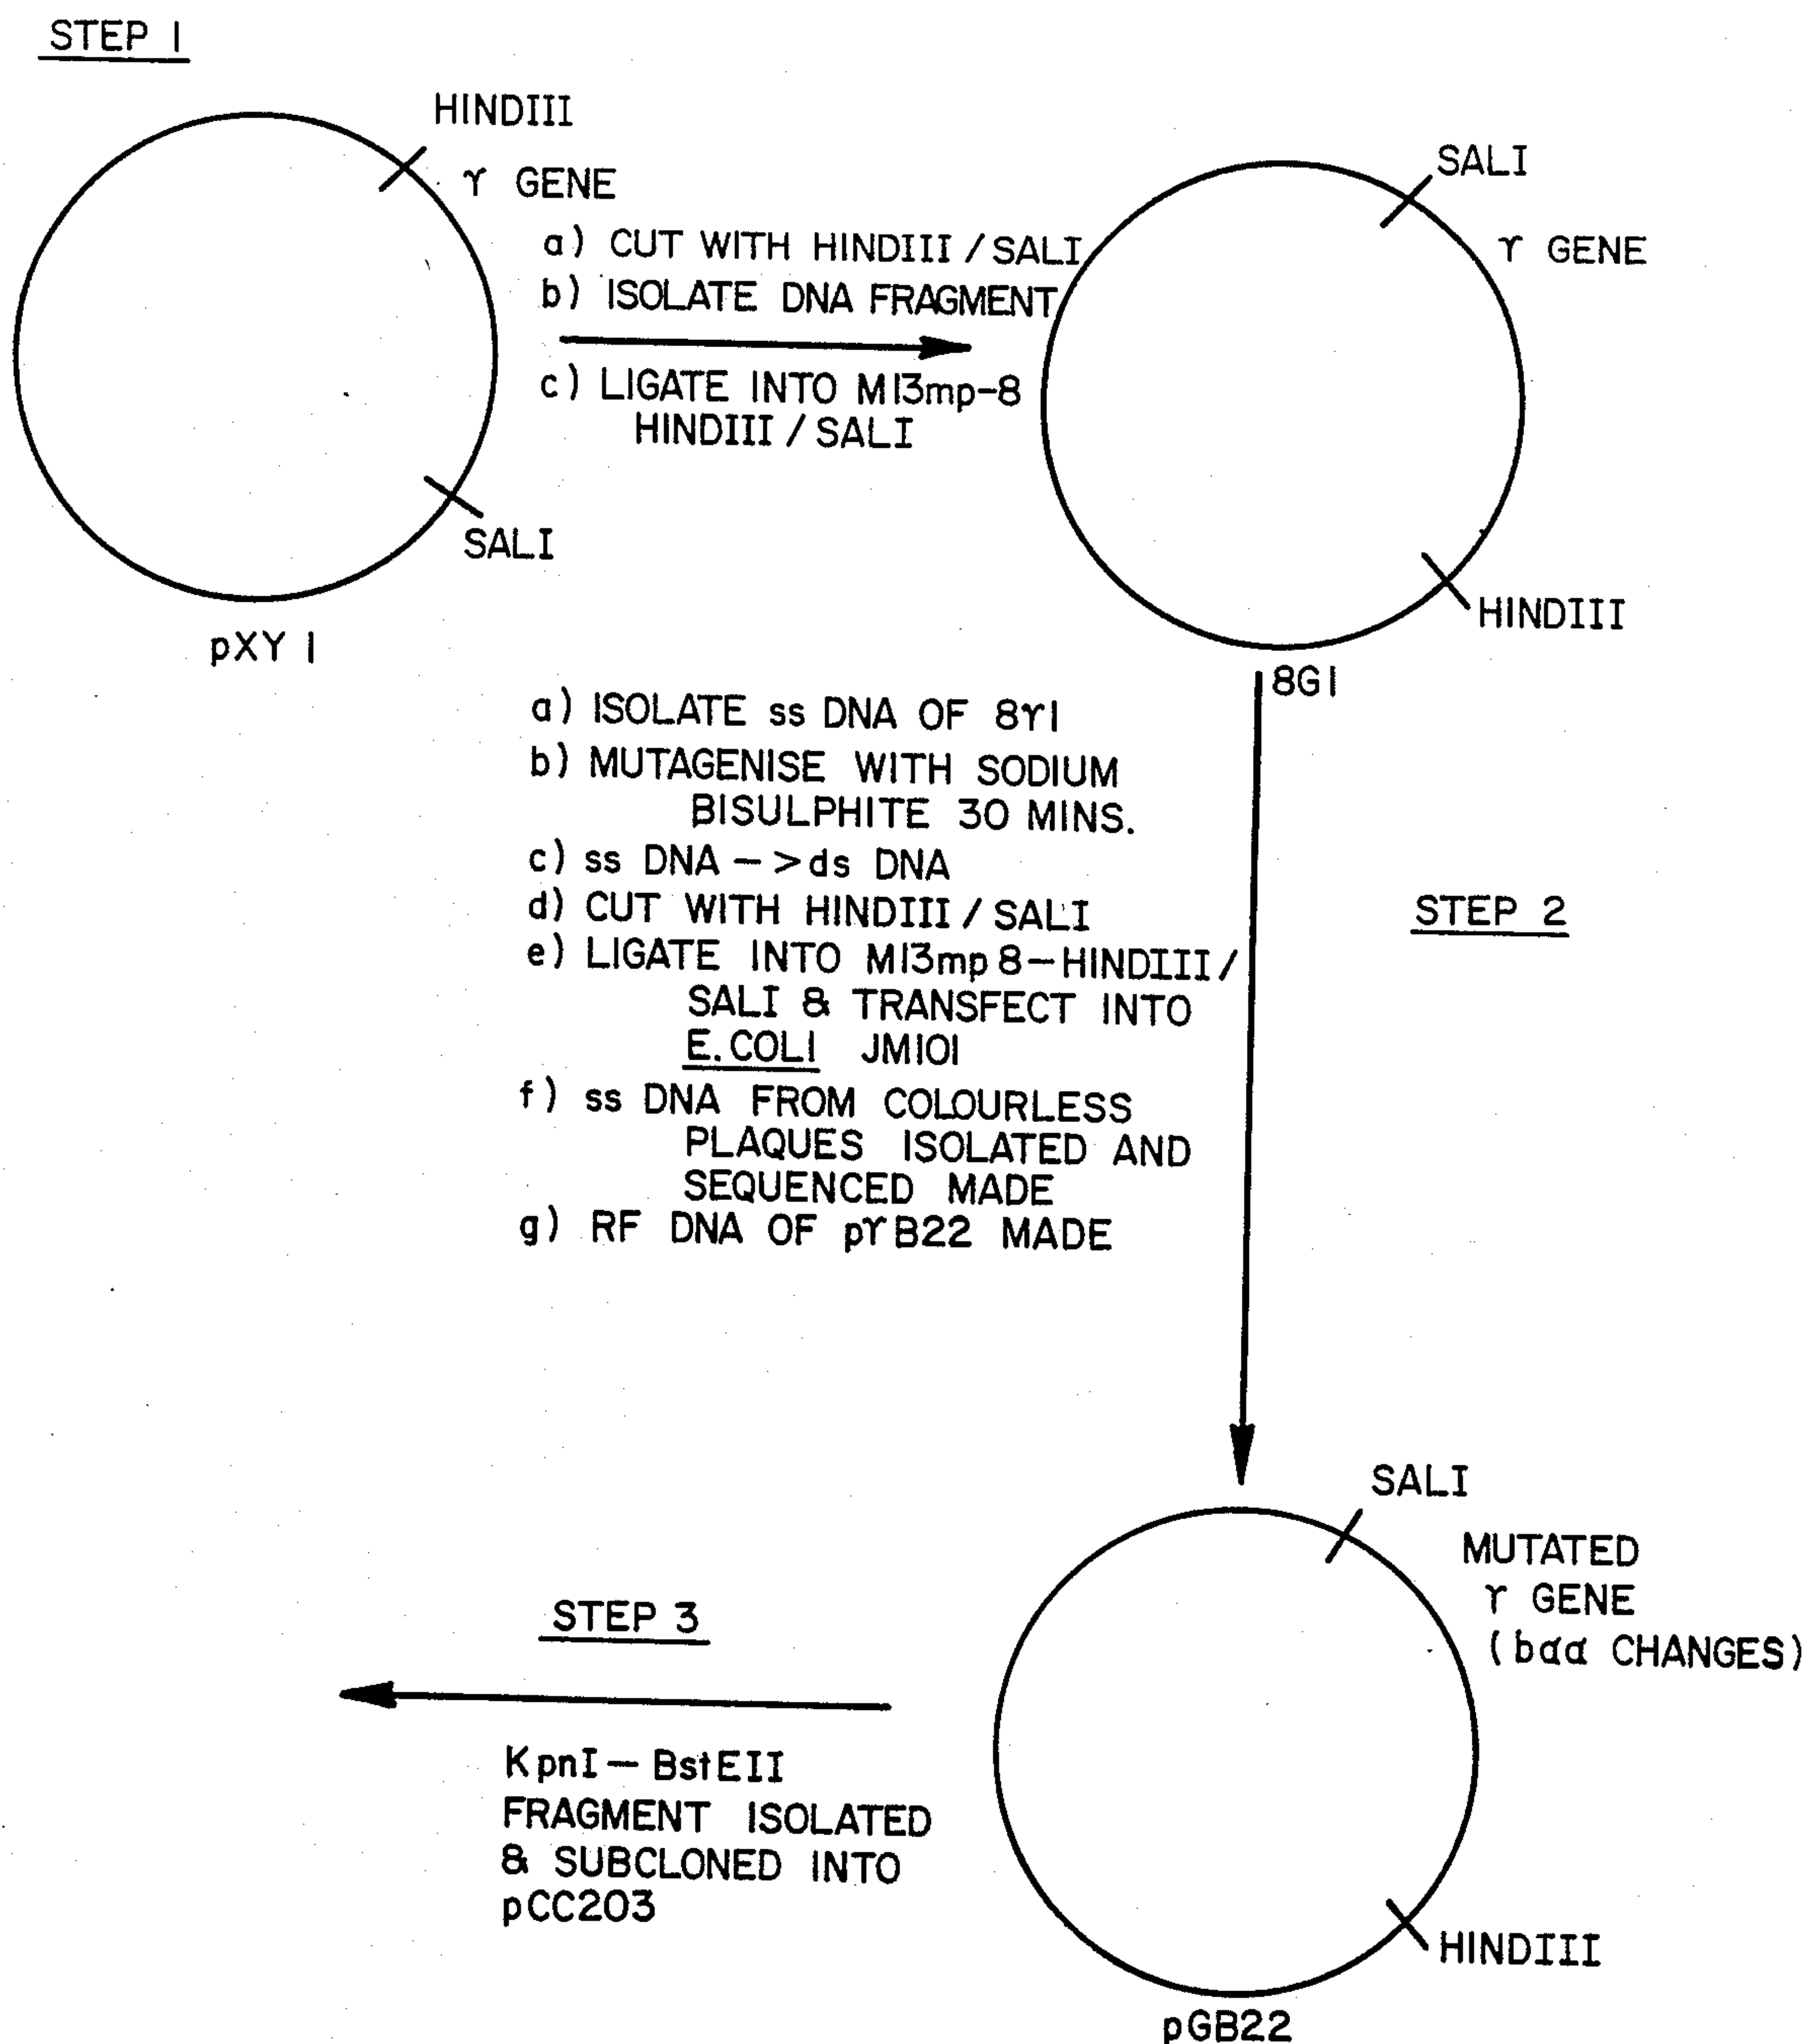 STEP 1
HINDIII
γ GENE
a) CUT WITH HINDIII / SALI
b) ISOLATE DNA FRAGMENT
c) LIGATE INTO M13mp-8
HINDIII / SALI
SALI
pXY 1
SALI
γ GENE
HINDIII
8G1
a) ISOLATE ss DNA OF 8γ1
b) MUTAGENISE WITH SODIUM
BISULPHITE 30 MINS.
c) ss DNA -> ds DNA
d) CUT WITH HINDIII / SALI
e) LIGATE INTO M13mp 8-HINDIII /
SALI & TRANSFECT INTO
E. COLI JM101
f) ss DNA FROM COLOURLESS
PLAQUES ISOLATED AND
SEQUENCED MADE
g) RF DNA OF pγB22 MADE
STEP 2
SALI
MUTATED
γ GENE
(bαα CHANGES)
HINDIII
pGB22
STEP 3
KpnI - BstEII
FRAGMENT ISOLATED
& SUBCLONED INTO
pCC203